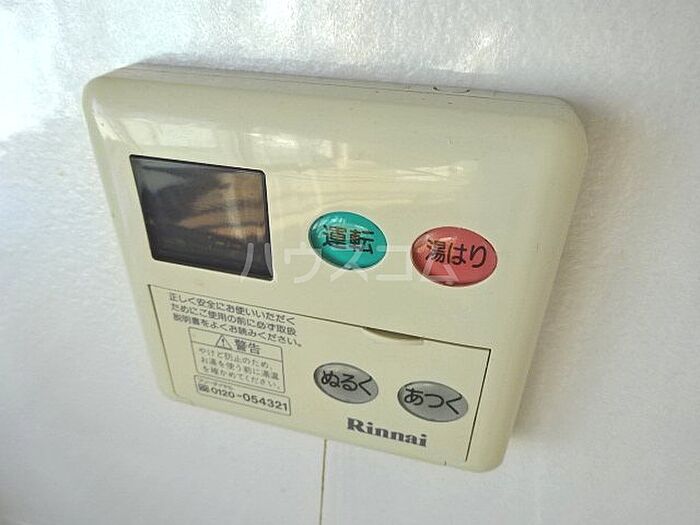 運転
湯はり
ハウスコム
正しく安全にお使いいただく
ためにご使用の前に必ず取扱
説明書をよくお読みください。
警告
やけど防止のため、
お湯を使う前に湯温
を確かめてください。
0120-054321
ぬるく
あつく
Rinnai